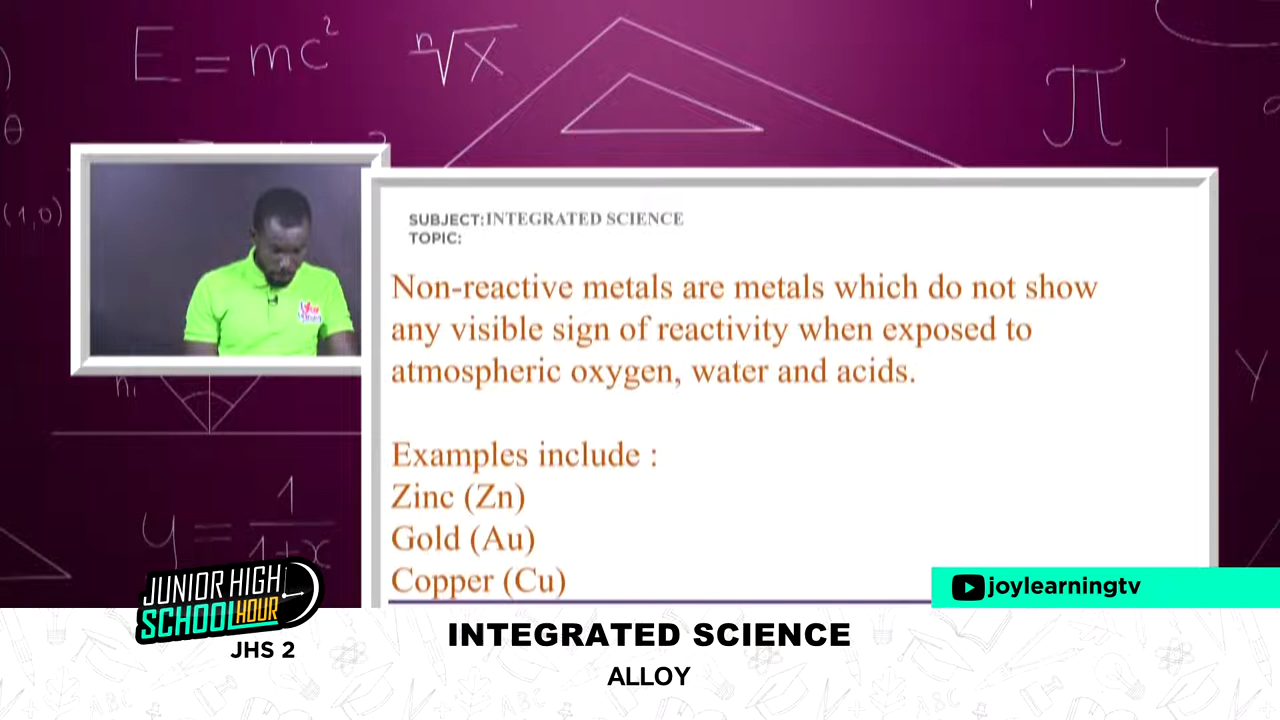 E = mc²
ⁿ√X
π
θ
(1,0)
SUBJECT:INTEGRATED SCIENCE
TOPIC:
Non-reactive metals are metals which do not show
any visible sign of reactivity when exposed to
atmospheric oxygen, water and acids.
Examples include :
Zinc (Zn)
Gold (Au)
Copper (Cu)
n
Y
y = 1/1+x
JUNIOR HIGH
SCHOOL HOUR
JHS 2
joylearningtv
INTEGRATED SCIENCE
ALLOY